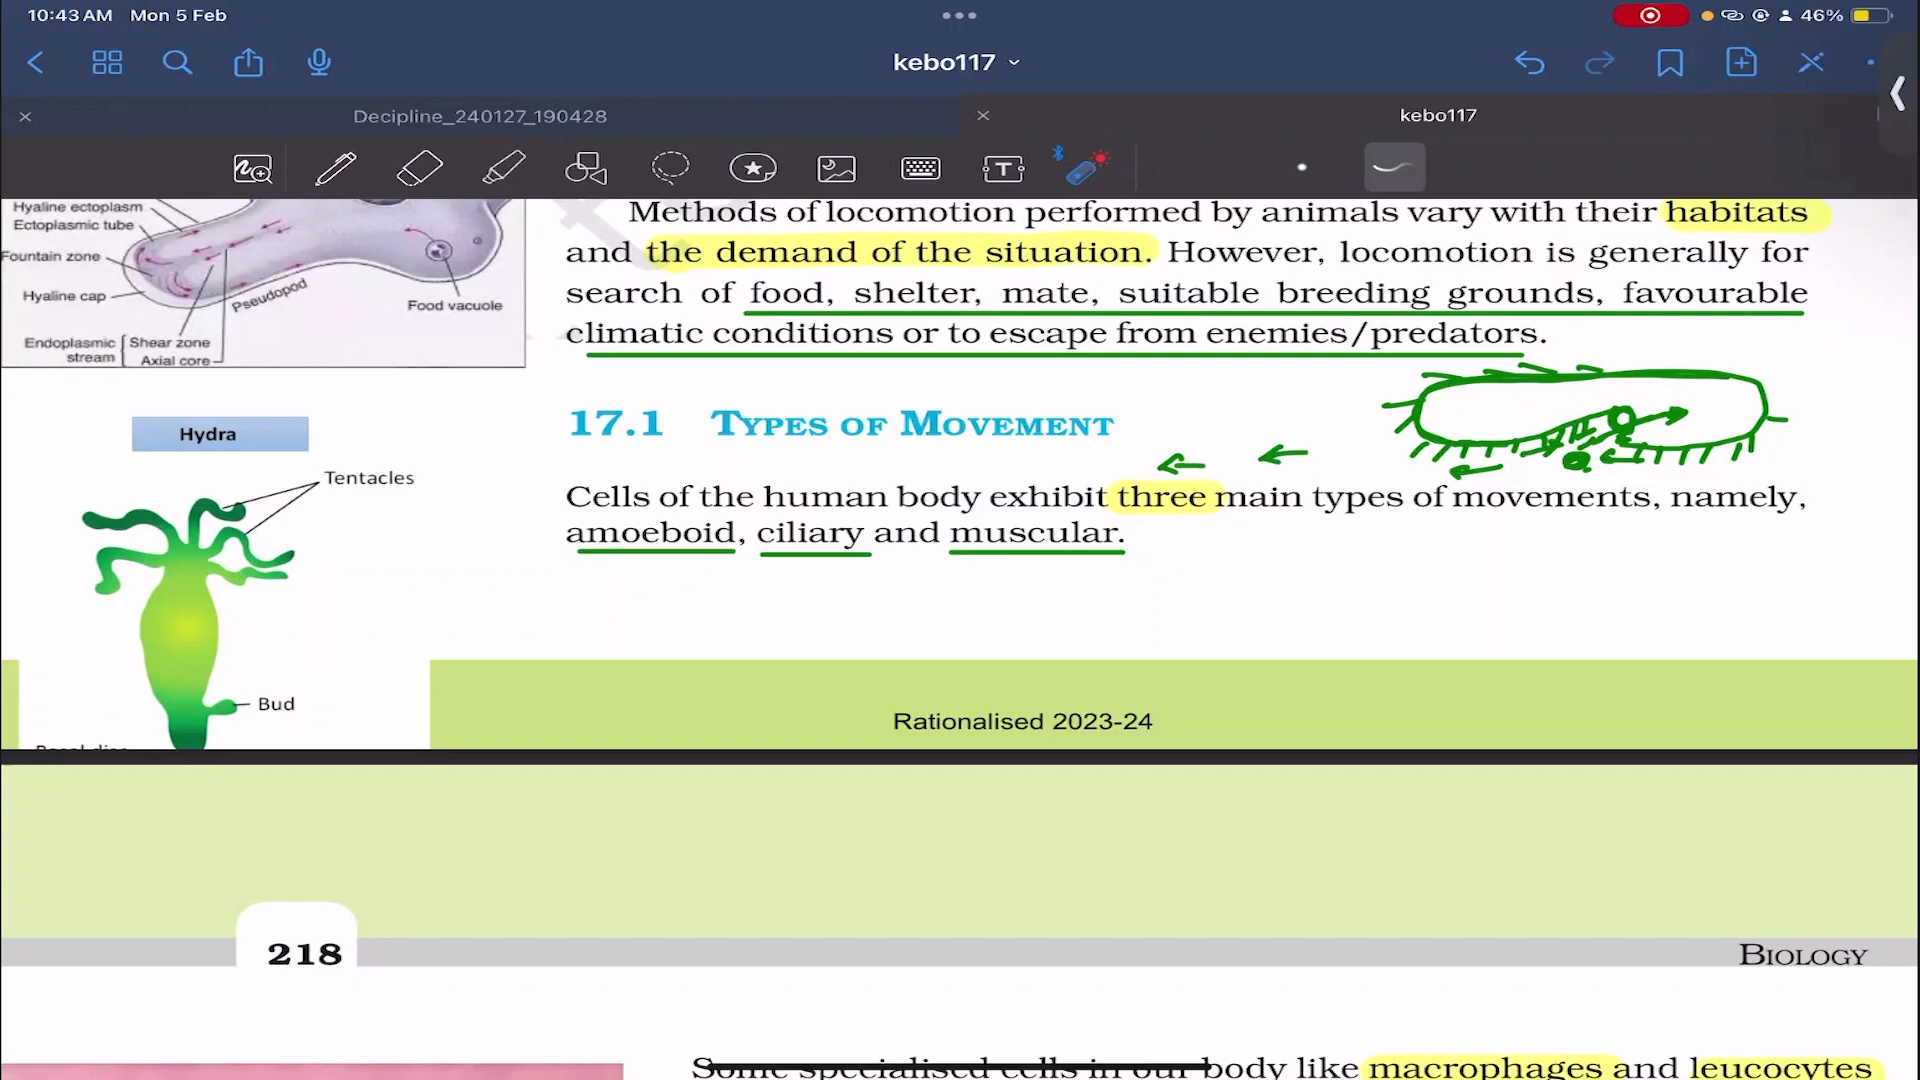 10:43 AM Mon 5 Feb
46%
kebo117
Decipline_240127_190428
kebo117
Hyaline ectoplasm
Ectoplasmic tube
Fountain zone
Hyaline cap
Pseudopod
Food vacuole
Endoplasmic stream
Shear zone
Axial core
Methods of locomotion performed by animals vary with their habitats
and the demand of the situation. However, locomotion is generally for
search of food, shelter, mate, suitable breeding grounds, favourable
climatic conditions or to escape from enemies/predators.
17.1 TYPES OF MOVEMENT
Cells of the human body exhibit three main types of movements, namely,
amoeboid, ciliary and muscular.
Hydra
Tentacles
Bud
Rationalised 2023-24
218
BIOLOGY
Some specialised cells in our body like macrophages and leucocytes